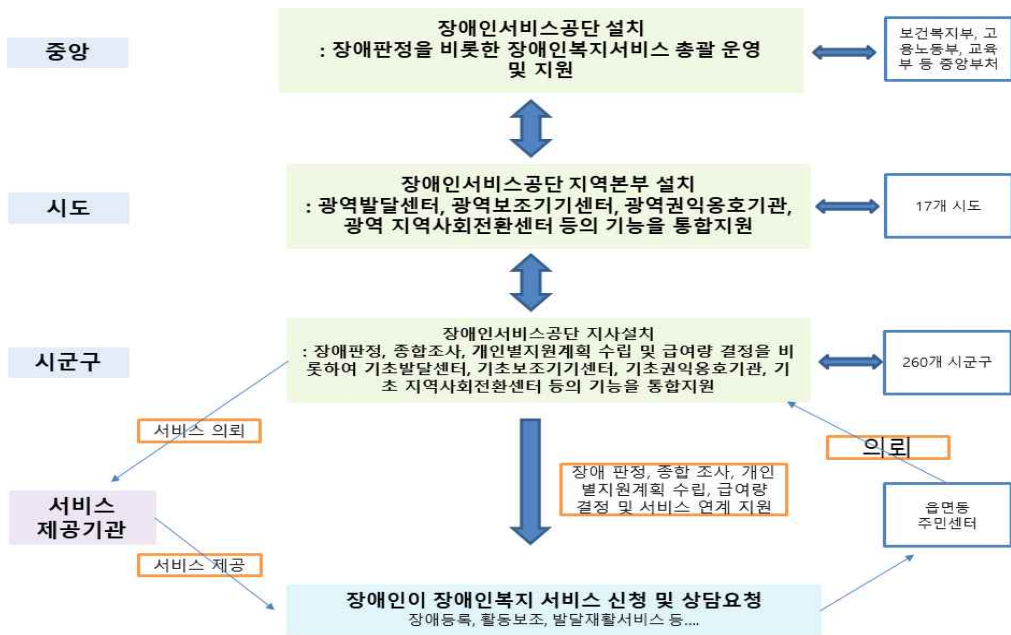 중앙
장애인서비스공단 설치
: 장애판정을 비롯한 장애인복지서비스 총괄 운영
및 지원
보건복지부, 고
용노동부, 교육
부 등 중앙부처
시도
장애인서비스공단 지역본부 설치
: 광역발달센터, 광역보조기기센터, 광역권익옹호기관,
광역 지역사회전환센터 등의 기능을 통합지원
17개 시도
시군구
장애인서비스공단 지사설치
: 장애판정, 종합조사, 개인별지원계획 수립 및 급여량 결정을 비
롯하여 기초발달센터, 기초보조기기센터, 기초권익옹호기관, 기
초 지역사회전환센터 등의 기능을 통합지원
260개 시군구
서비스 의뢰
의뢰
장애 판정, 종합 조사, 개인
별지원계획 수립, 급여량
결정 및 서비스 연계 지원
서비스
제공기관
읍면동
주민센터
서비스 제공
장애인이 장애인복지 서비스 신청 및 상담요청
장애등록, 활동보조, 발달재활서비스 등....